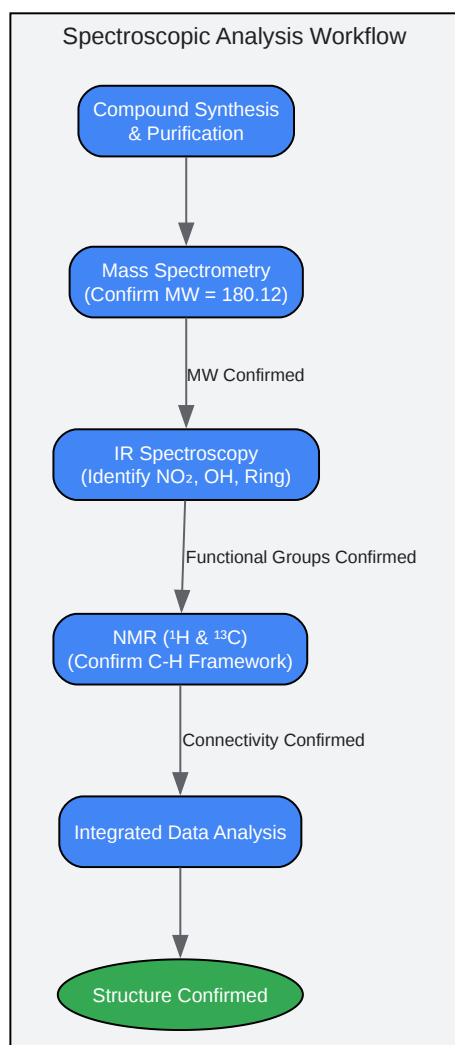 Spectroscopic Analysis Workflow
Compound Synthesis
& Purification
Mass Spectrometry
(Confirm MW = 180.12)
MW Confirmed
IR Spectroscopy
(Identify NO₂, OH, Ring)
Functional Groups Confirmed
NMR (¹H & ¹³C)
(Confirm C-H Framework)
Connectivity Confirmed
Integrated Data Analysis
Structure Confirmed